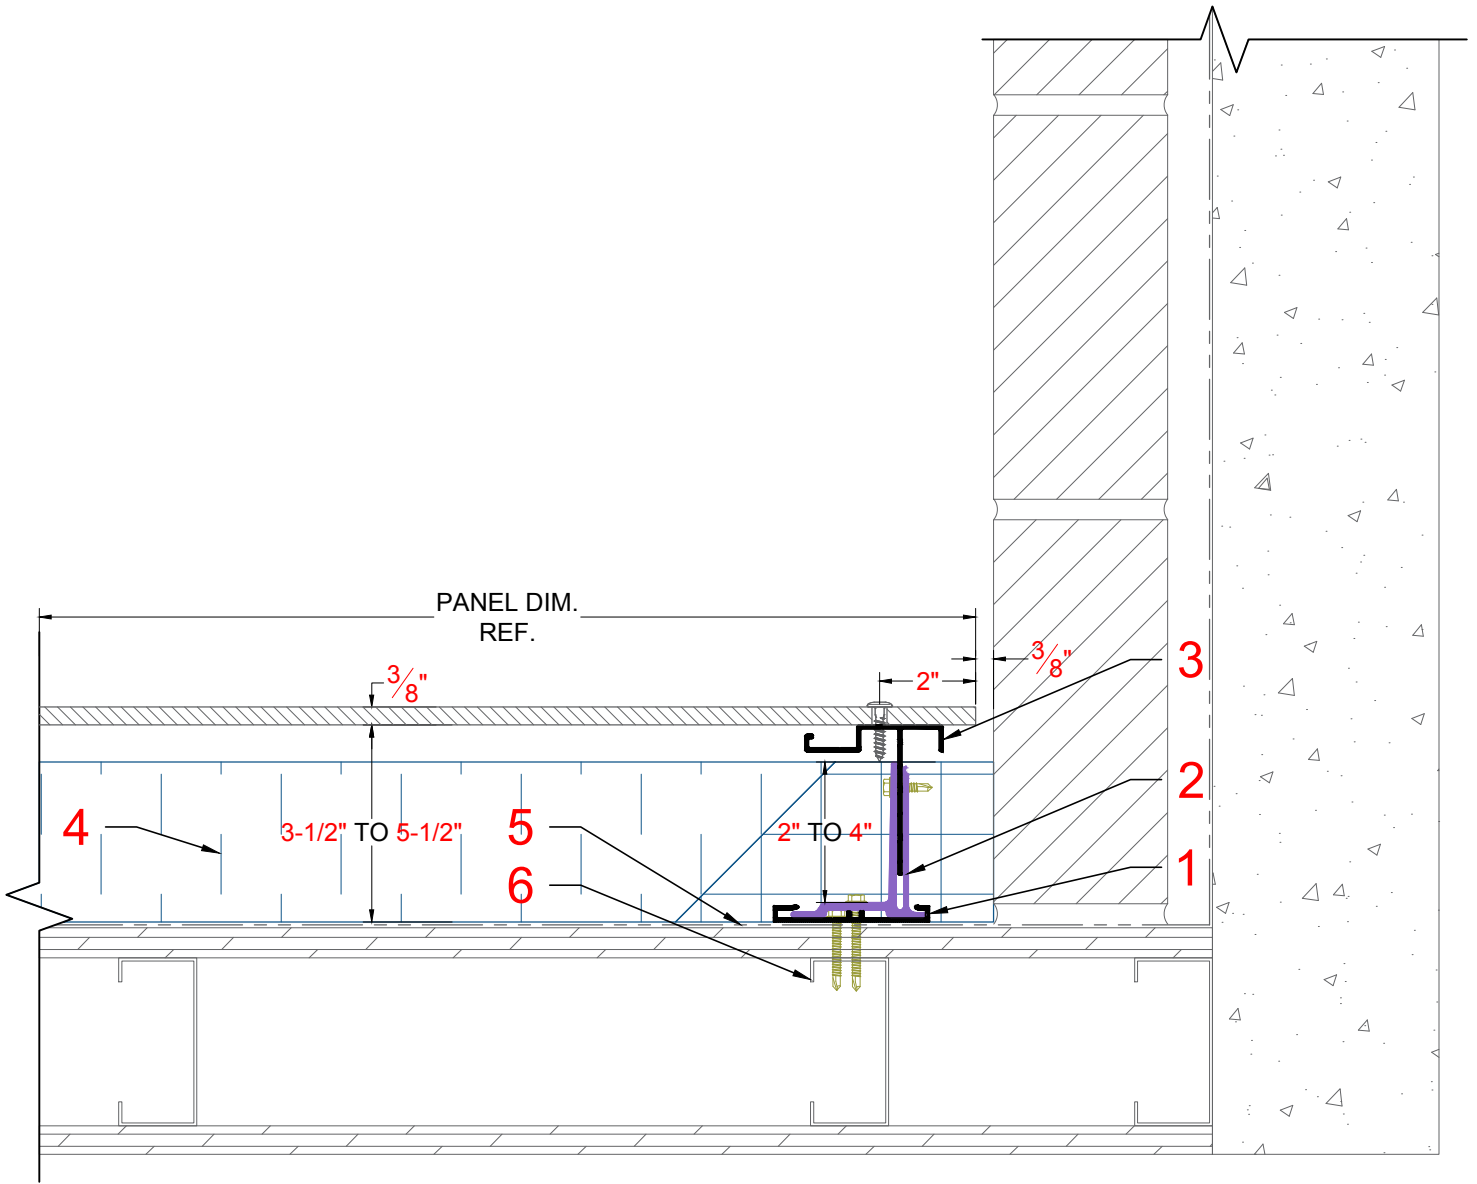 PANEL DIM.
REF.
3/8"
2"
3/8"
3
2
1
4
3-1/2" TO 5-1/2"
5
2" TO 4"
6